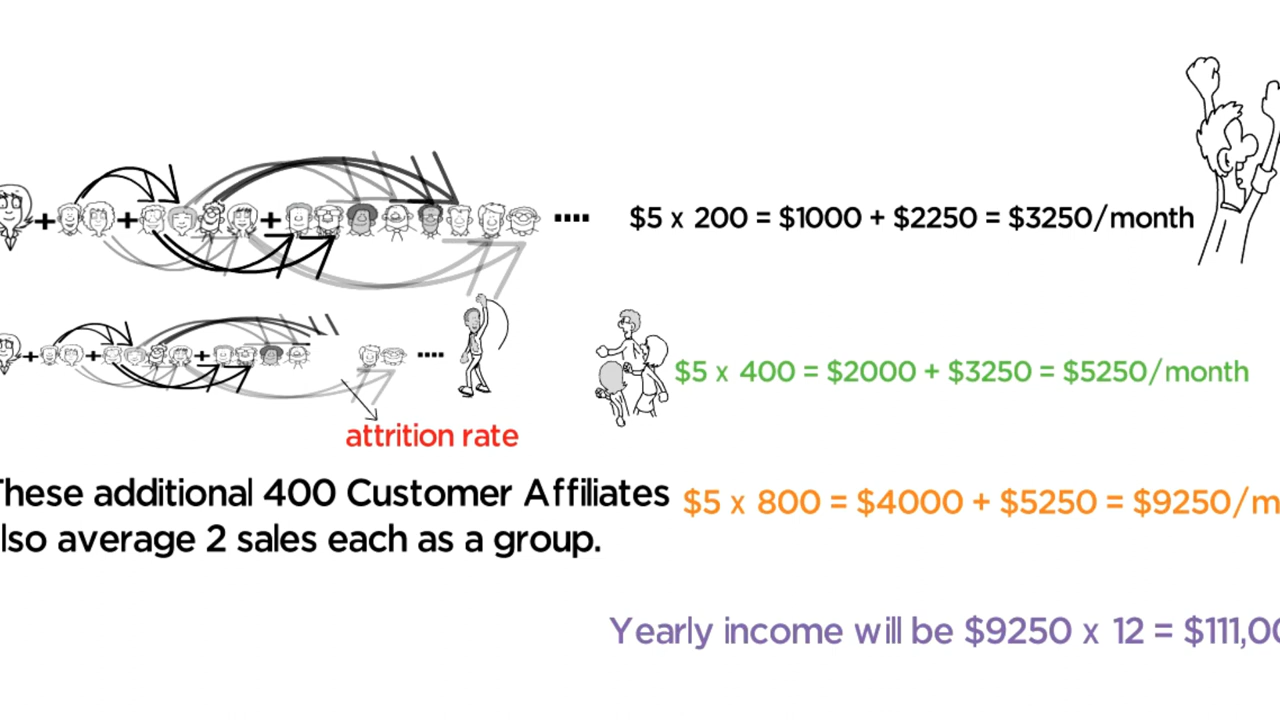 + + + .... $5 x 200 = $1000 + $2250 = $3250/month
+ + + .... $5 x 400 = $2000 + $3250 = $5250/month
attrition rate
These additional 400 Customer Affiliates $5 x 800 = $4000 + $5250 = $9250/m
lso average 2 sales each as a group.
Yearly income will be $9250 x 12 = $111,00